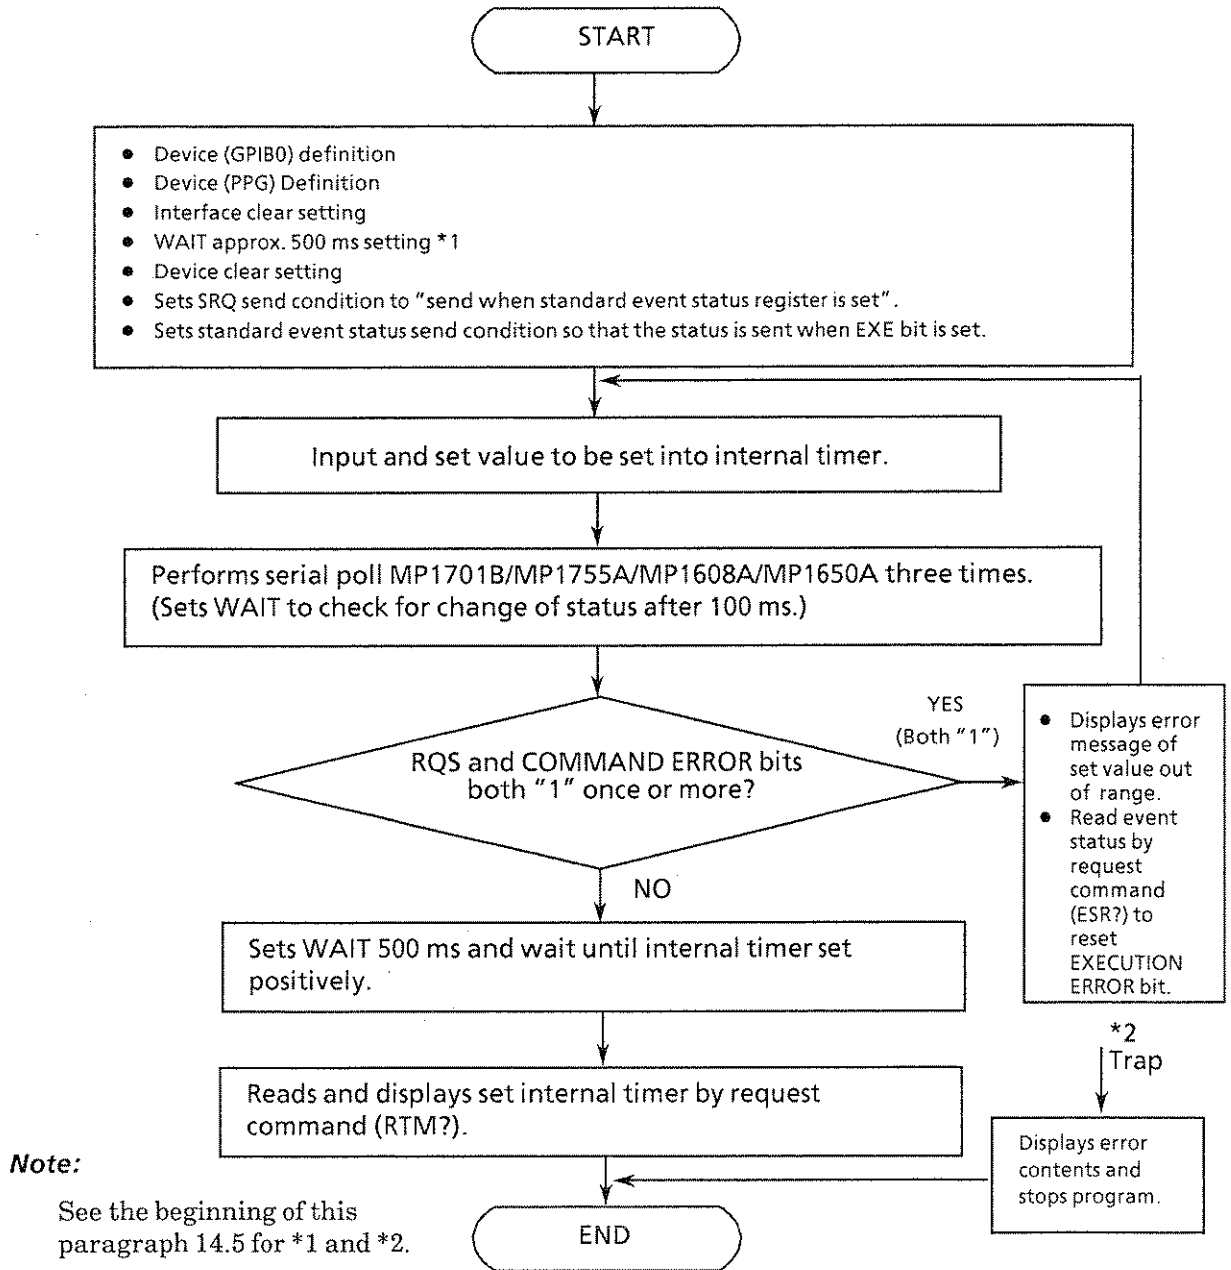 START
● Device (GPIB0) definition
● Device (PPG) Definition
● Interface clear setting
● WAIT approx. 500 ms setting *1
● Device clear setting
● Sets SRQ send condition to "send when standard event status register is set".
● Sets standard event status send condition so that the status is sent when EXE bit is set.
Input and set value to be set into internal timer.
Performs serial poll MP1701B/MP1755A/MP1608A/MP1650A three times.
(Sets WAIT to check for change of status after 100 ms.)
RQS and COMMAND ERROR bits
both "1" once or more?
YES
(Both "1")
● Displays error
message of
set value out
of range.
● Read event
status by
request
command
(ESR?) to
reset
EXECUTION
ERROR bit.
NO
Sets WAIT 500 ms and wait until internal timer set
positively.
*2
Trap
Reads and displays set internal timer by request
command (RTM?).
Displays error
contents and
stops program.
END
Note:
See the beginning of this
paragraph 14.5 for *1 and *2.